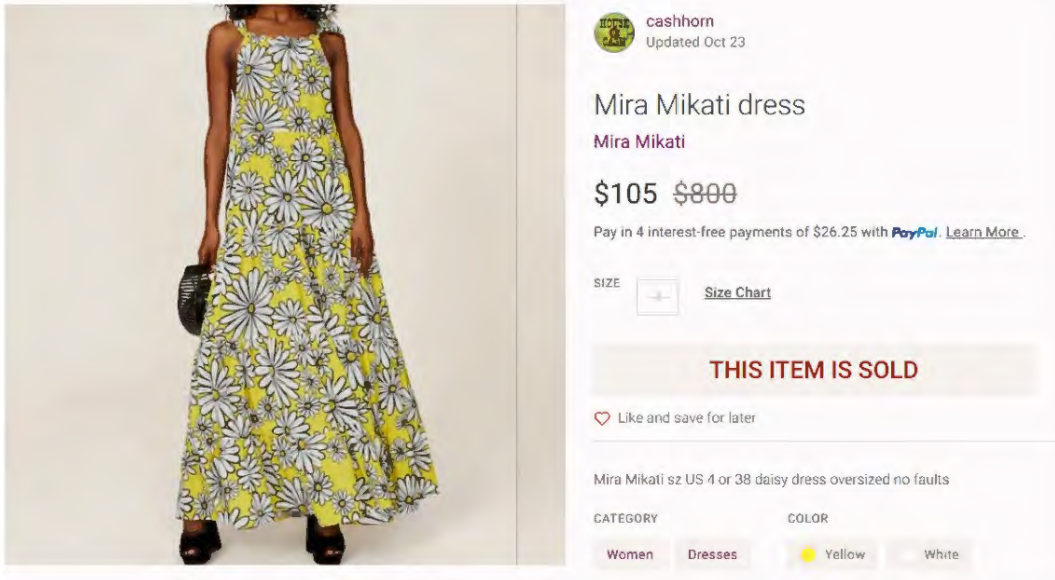 HOUSE
&
CASH
cashhorn
Updated Oct 23
Mira Mikati dress
Mira Mikati
$105 $800
Pay in 4 interest-free payments of $26.25 with PayPal. Learn More .
SIZE
Size Chart
THIS ITEM IS SOLD
Like and save for later
Mira Mikati sz US 4 or 38 daisy dress oversized no faults
CATEGORY COLOR
Women Dresses Yellow White